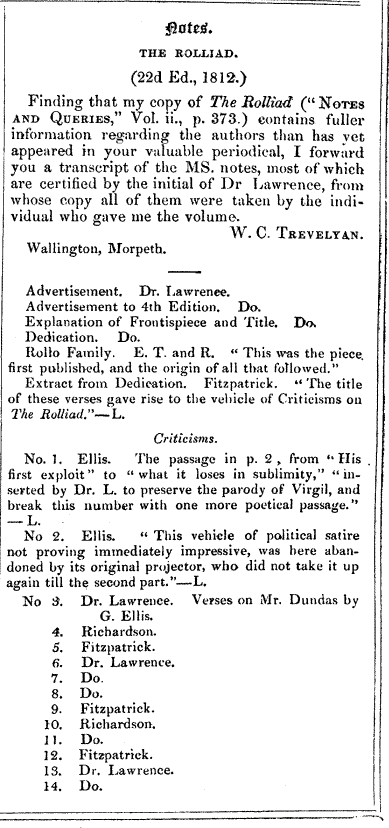 Notes.
THE ROLLIAD.
(22d Ed., 1812.)
Finding that my copy of The Rolliad ("NOTES
AND QUERIES," Vol. ii., p. 373.) contains fuller
information regarding the authors than has yet
appeared in your valuable periodical, I forward
you a transcript of the MS. notes, most of which
are certified by the initial of Dr Lawrence, from
whose copy all of them were taken by the indi-
vidual who gave me the volume.
W. C. TREVELYAN.
Wallington, Morpeth.
Advertisement. Dr. Lawrence.
Advertisement to 4th Edition. Do.
Explanation of Frontispiece and Title. Do.
Dedication. Do.
Rollo Family. E. T. and R. "This was the piece
first published, and the origin of all that followed."
Extract from Dedication. Fitzpatrick. "The title
of these verses gave rise to the vehicle of Criticisms on
The Rolliad."—L.
Criticisms.
No. 1. Ellis. The passage in p. 2, from "His
first exploit" to "what it loses in sublimity," "in-
serted by Dr. L. to preserve the parody of Virgil, and
break this number with one more poetical passage."
— L.
No 2. Ellis. "This vehicle of political satire
not proving immediately impressive, was here aban-
doned by its original projector, who did not take it up
again till the second part."—L.
No 3. Dr. Lawrence. Verses on Mr. Dundas by
G. Ellis.
4. Richardson.
5. Fitzpatrick.
6. Dr. Lawrence.
7. Do.
8. Do.
9. Fitzpatrick.
10. Richardson.
11. Do.
12. Fitzpatrick.
13. Dr. Lawrence.
14. Do.